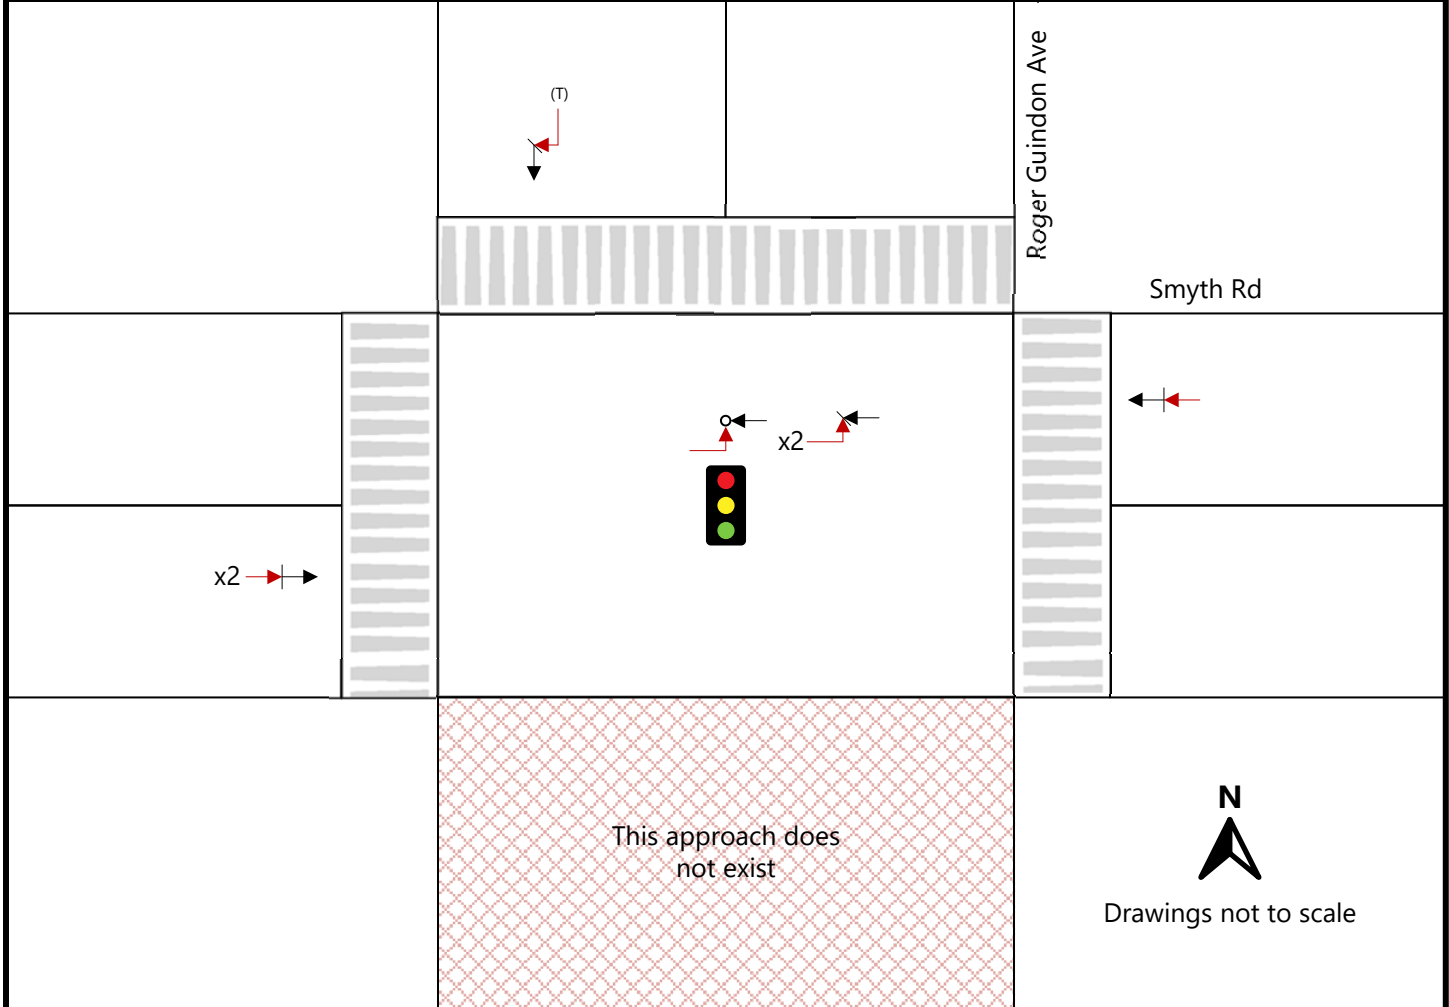 (T)
Roger Guindon Ave
Smyth Rd
x2
x2
This approach does
not exist
N
Drawings not to scale